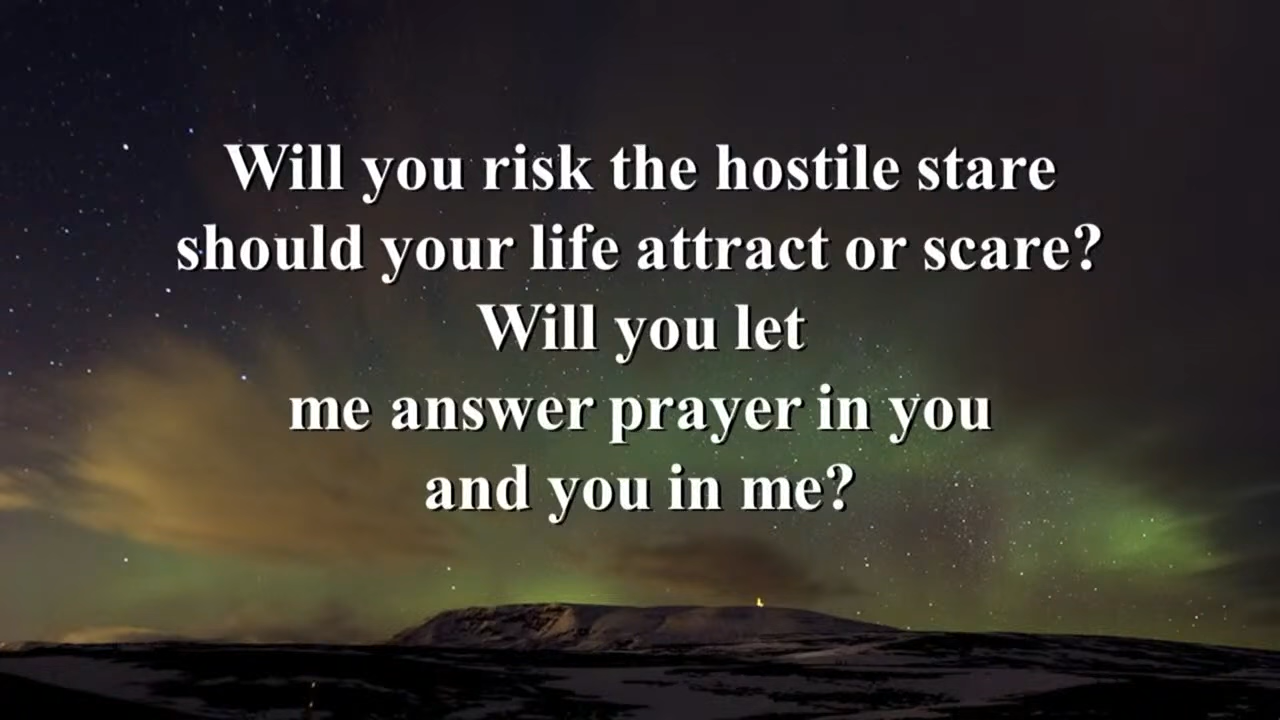 Will you risk the hostile stare
should your life attract or scare?
Will you let
me answer prayer in you
and you in me?